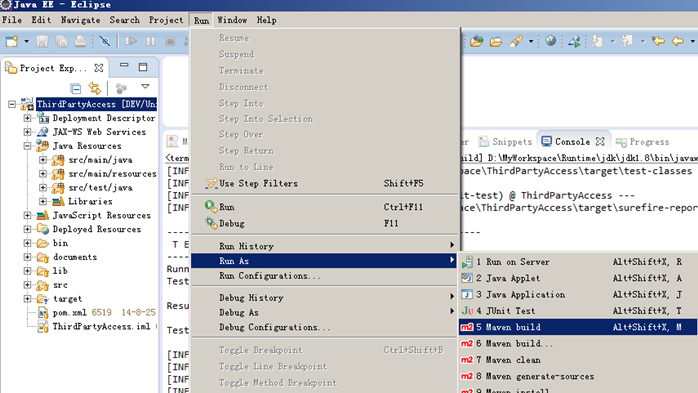 Java EE - Eclipse
File Edit Navigate Search Project Run Window Help
Project Exp...
ThirdPartyAccess [DEV/Uni
Deployment Descriptor
JAX-WS Web Services
Java Resources
src/main/java
src/main/resources
src/test/java
Libraries
JavaScript Resources
Deployed Resources
bin
documents
lib
src
target
pom.xml 6519 14-8-25
ThirdPartyAccess.iml
Resume
Suspend
Terminate
Disconnect
Step Into
Step Into Selection
Step Over
Step Return
Run to Line
Use Step Filters Shift+F5
Run Ctrl+F11
Debug F11
Run History
Run As
Run Configurations...
Debug History
Debug As
Debug Configurations...
Toggle Breakpoint Ctrl+Shift+B
Toggle Line Breakpoint
Toggle Method Breakpoint
Snippets Console Progress
<term
ild] D:\MyWorkspace\Runtime\jdk\jdk1.8\bin\javaw
[INF
pace\ThirdPartyAccess\target\test-classes
[INF
it-test) @ ThirdPartyAccess ---
[INF
pace\ThirdPartyAccess\target\surefire-repor
T E
Runn
Test
Resu
Test
[INF
[INF
[INF
1 Run on Server Alt+Shift+X, R
2 Java Applet Alt+Shift+X, A
3 Java Application Alt+Shift+X, J
4 JUnit Test Alt+Shift+X, T
5 Maven build Alt+Shift+X, M
6 Maven build...
7 Maven clean
8 Maven generate-sources
9 Maven install